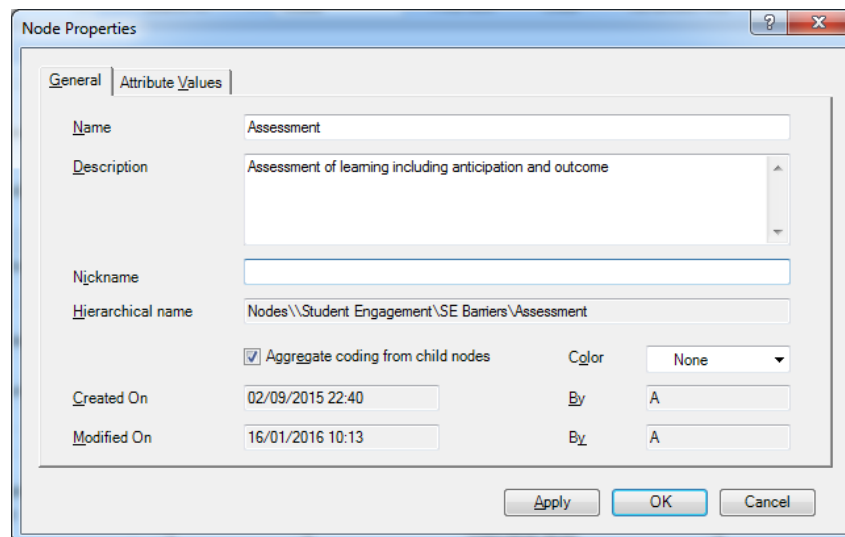 Node Properties
?
X
General Attribute Values
Name Assessment
Description Assessment of learning including anticipation and outcome
Nickname
Hierarchical name Nodes\\Student Engagement\SE Barriers\Assessment
Aggregate coding from child nodes Color None
Created On 02/09/2015 22:40 By A
Modified On 16/01/2016 10:13 By A
Apply OK Cancel